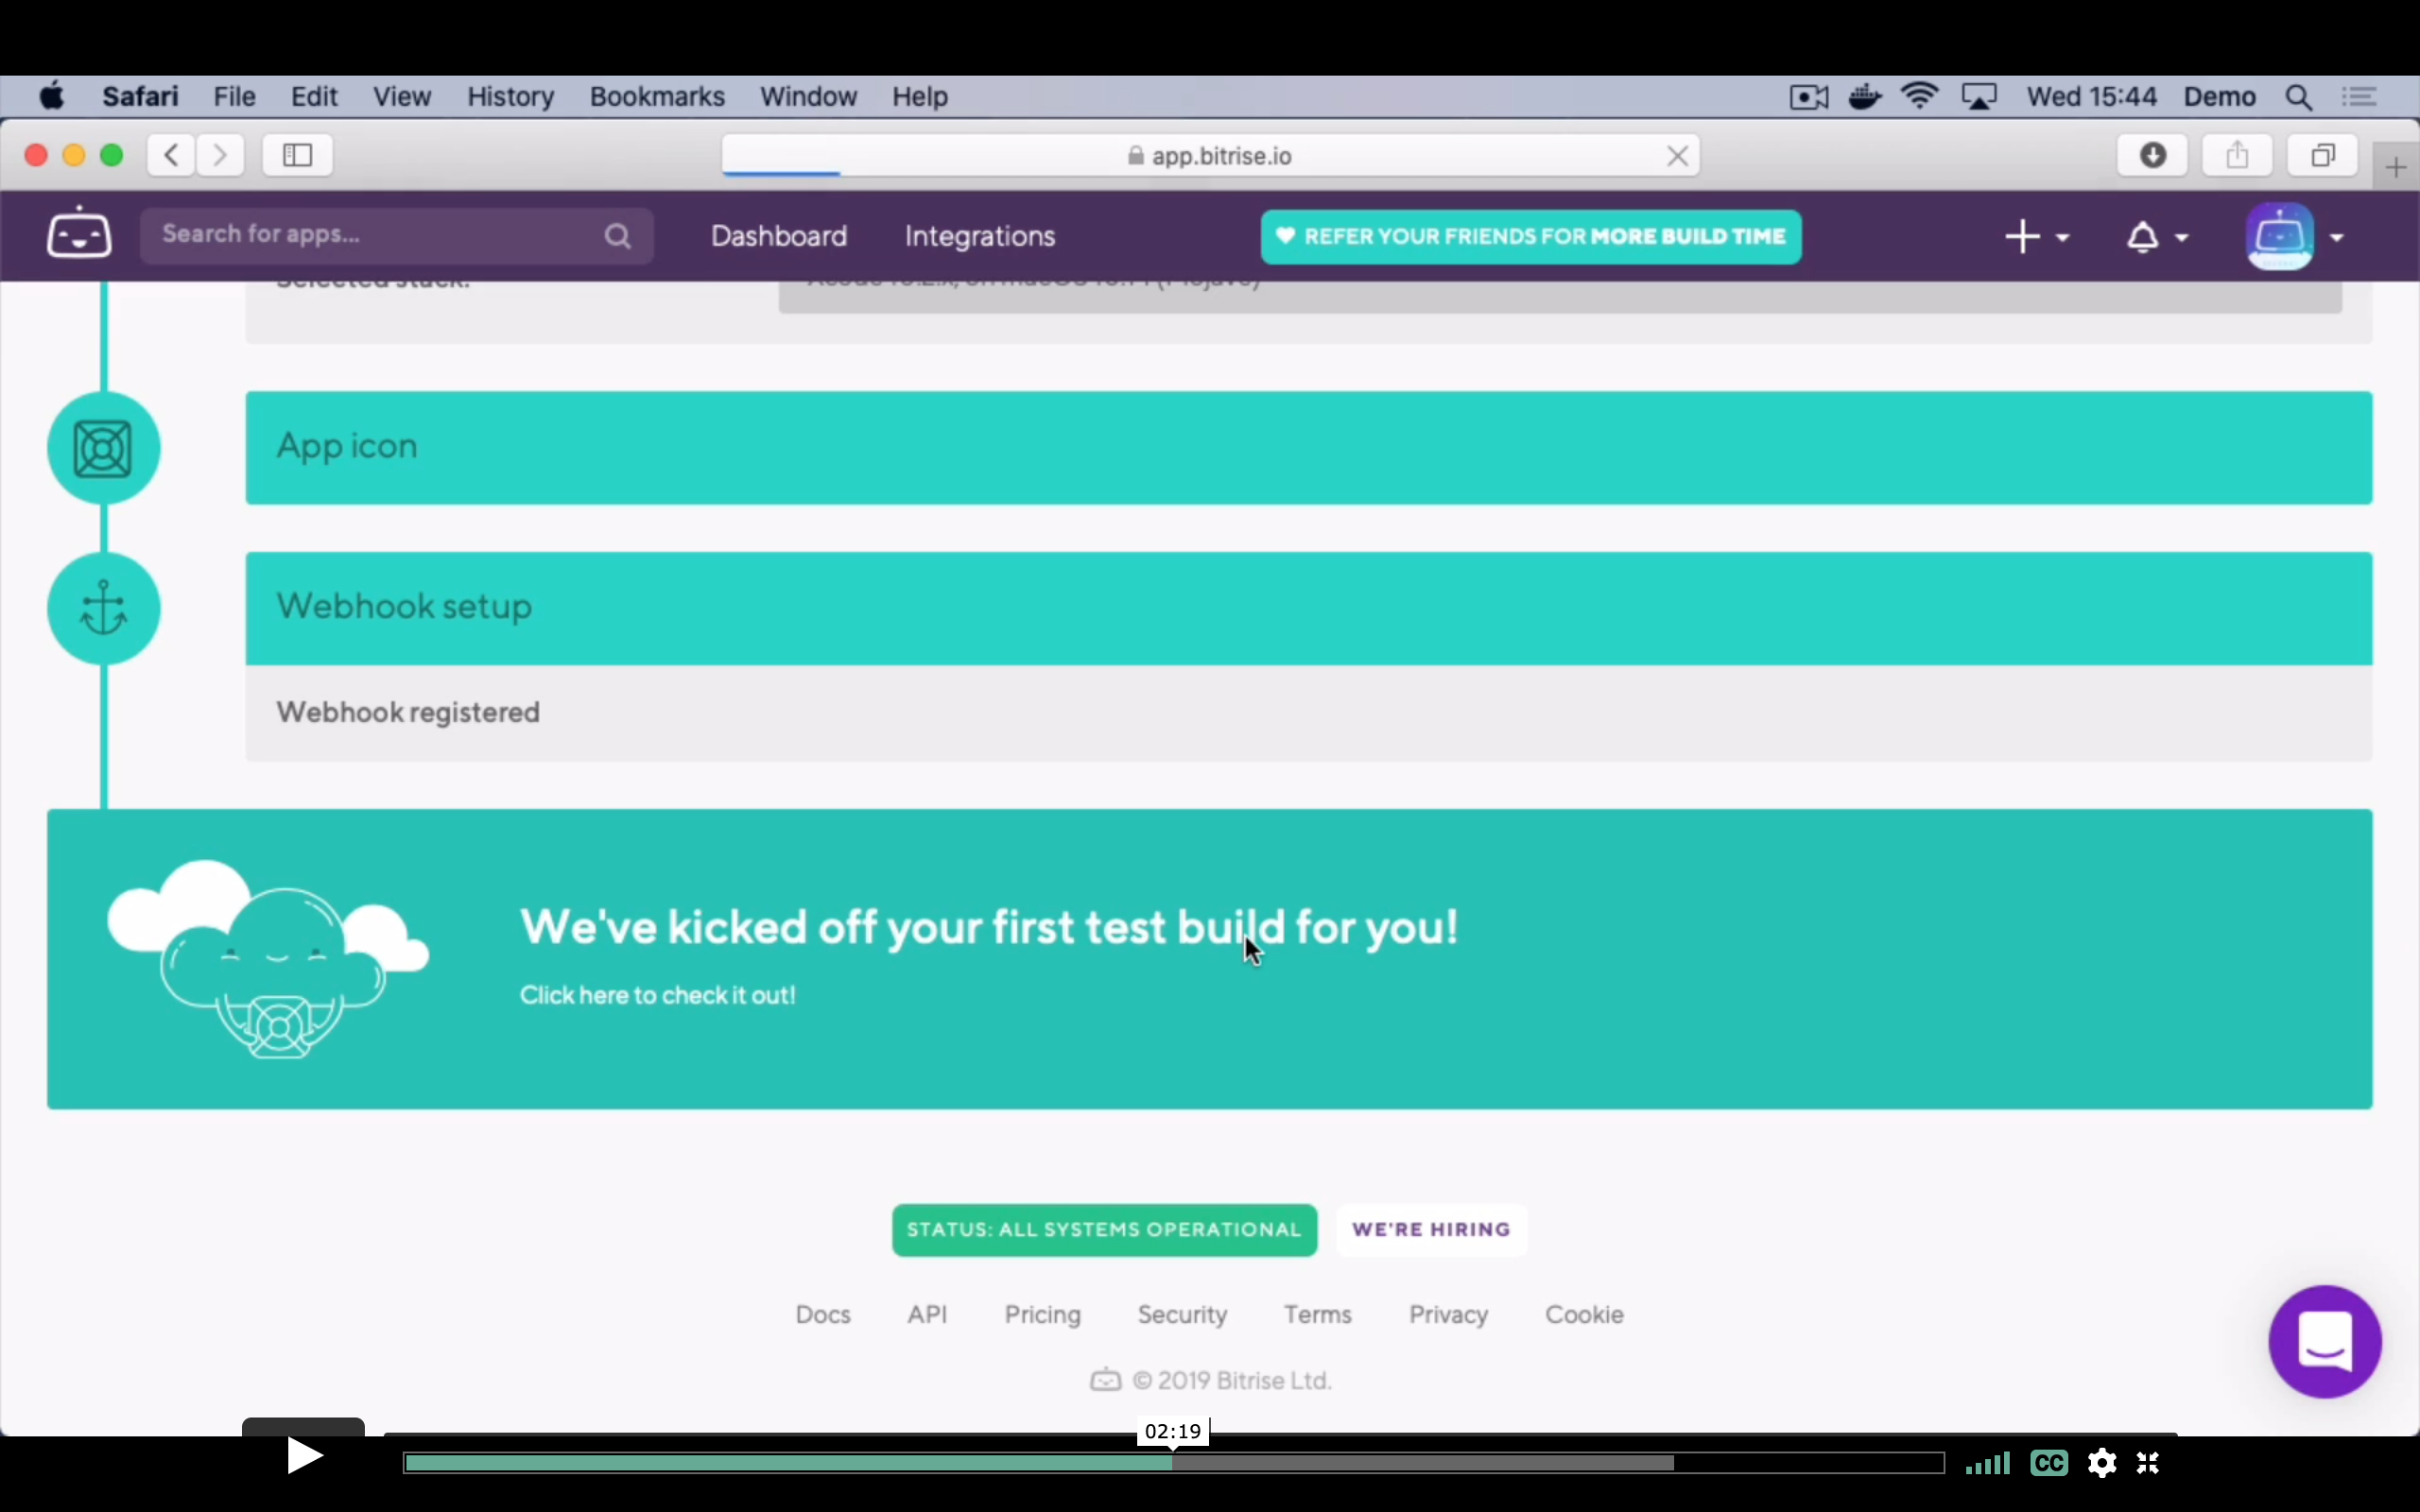 Safari File Edit View History Bookmarks Window Help Wed 15:44 Demo
app.bitrise.io
Search for apps... Dashboard Integrations REFER YOUR FRIENDS FOR MORE BUILD TIME
Selected stack:
App icon
Webhook setup
Webhook registered
We've kicked off your first test build for you!
Click here to check it out!
STATUS: ALL SYSTEMS OPERATIONAL WE'RE HIRING
Docs API Pricing Security Terms Privacy Cookie
© 2019 Bitrise Ltd.
02:19
CC